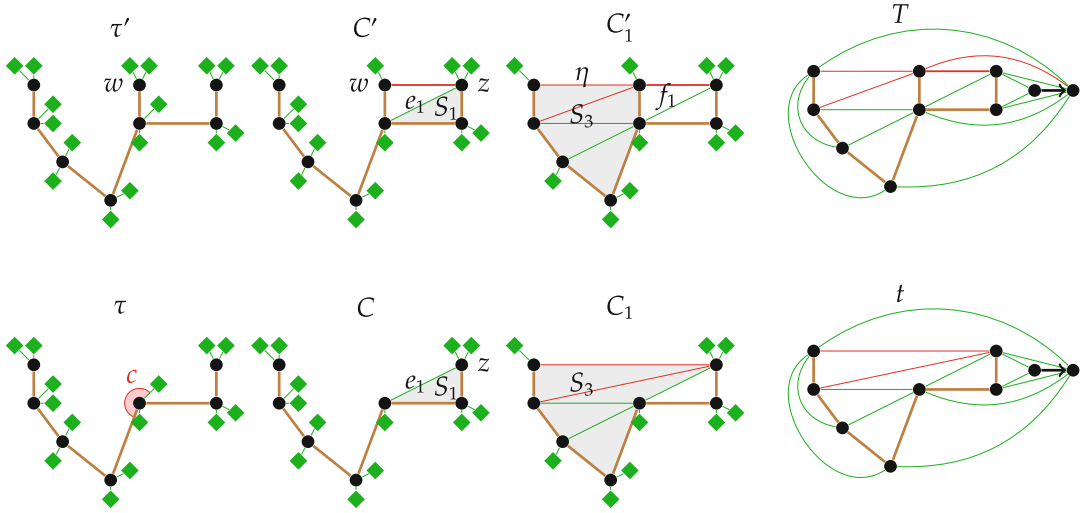 τ′ C′ C′₁ T
w w e₁ S₁ z η S₃ f₁
τ C C₁ t
c e₁ S₁ z S₃